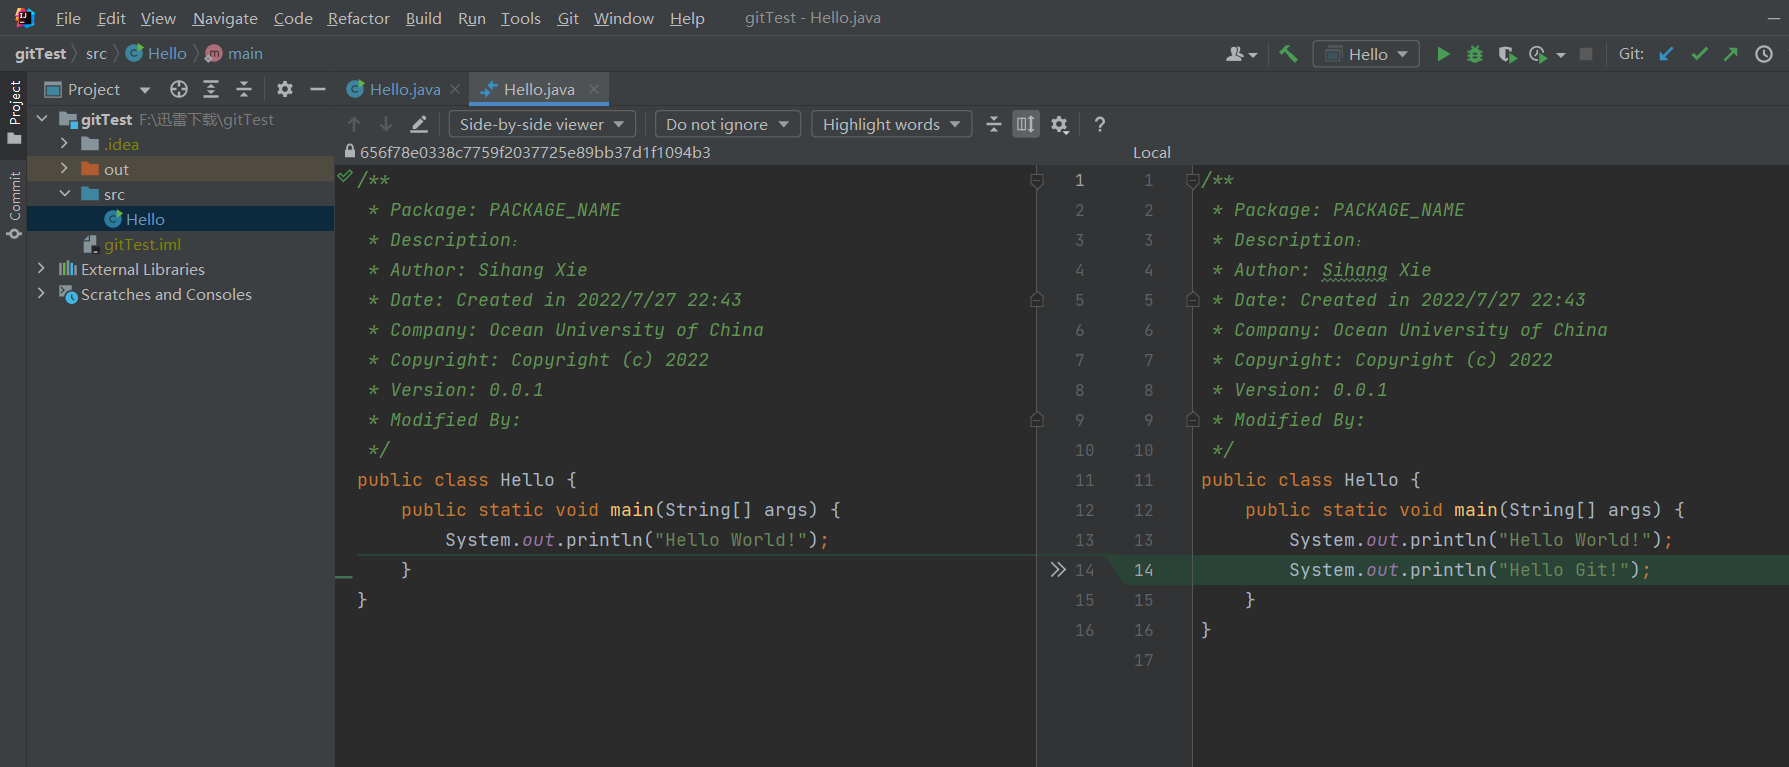 File Edit View Navigate Code Refactor Build Run Tools Git Window Help gitTest - Hello.java
gitTest src Hello main Hello Git:
Project
Commit
Project Hello.java Hello.java
gitTest F:\迅雷下载\gitTest
.idea
out
src
Hello
gitTest.iml
External Libraries
Scratches and Consoles
Side-by-side viewer Do not ignore Highlight words ?
656f78e0338c7759f2037725e89bb37d1f1094b3 Local
/**
 * Package: PACKAGE_NAME
 * Description:
 * Author: Sihang Xie
 * Date: Created in 2022/7/27 22:43
 * Company: Ocean University of China
 * Copyright: Copyright (c) 2022
 * Version: 0.0.1
 * Modified By:
 */
public class Hello {
    public static void main(String[] args) {
        System.out.println("Hello World!");
    }
}
1 1
2 2
3 3
4 4
5 5
6 6
7 7
8 8
9 9
10 10
11 11
12 12
13 13
14 14
15 15
16 16
17
/**
 * Package: PACKAGE_NAME
 * Description:
 * Author: Sihang Xie
 * Date: Created in 2022/7/27 22:43
 * Company: Ocean University of China
 * Copyright: Copyright (c) 2022
 * Version: 0.0.1
 * Modified By:
 */
public class Hello {
    public static void main(String[] args) {
        System.out.println("Hello World!");
        System.out.println("Hello Git!");
    }
}